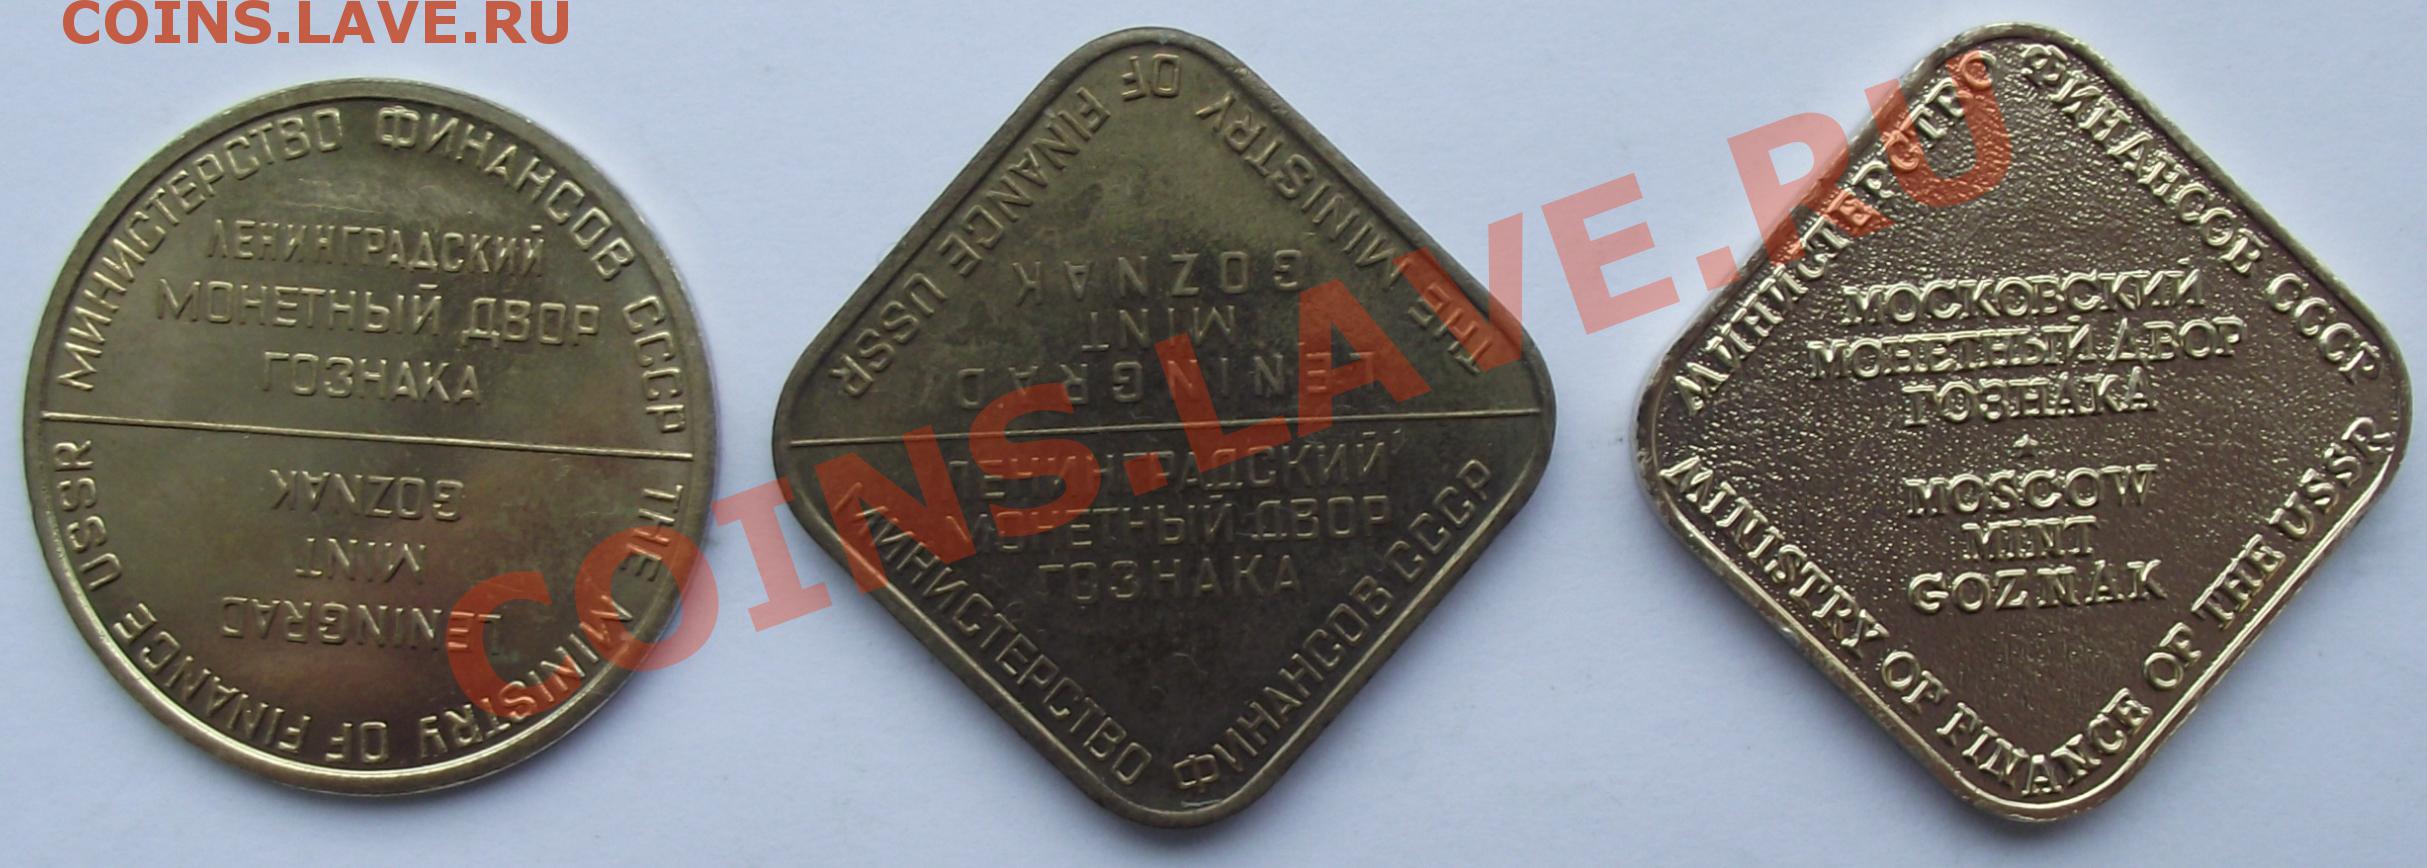 COINS.LAVE.RU
МИНИСТЕРСТВО ФИНАНСОВ СССР
ЛЕНИНГРАДСКИЙ
МОНЕТНЫЙ ДВОР
ГОЗНАКА
THE MINISTRY OF FINANCE USSR
LENINGRAD
MINT
GOZNAK
THE MINISTRY OF FINANCE USSR
LENINGRAD
MINT
GOZNAK
ЛЕНИНГРАДСКИЙ
МОНЕТНЫЙ ДВОР
ГОЗНАКА
МИНИСТЕРСТВО ФИНАНСОВ СССР
МИНИСТЕРСТВО ФИНАНСОВ СССР
МОСКОВСКИЙ
МОНЕТНЫЙ ДВОР
ГОЗНАКА
MOSCOW
MINT
GOZNAK
MINISTRY OF FINANCE OF THE USSR
COINS.LAVE.RU